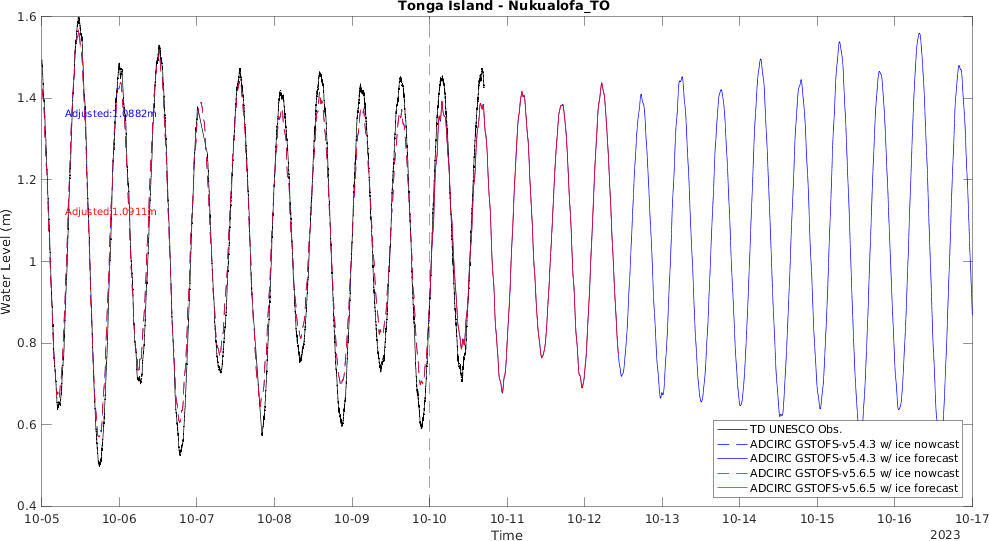 Tonga Island - Nukualofa_TO
1.6
1.4
1.2
1
0.8
0.6
0.4
Water Level (m)
Adjusted:1.0882m
Adjusted:1.0911m
TD UNESCO Obs.
ADCIRC GSTOFS-v5.4.3 w/ ice nowcast
ADCIRC GSTOFS-v5.4.3 w/ ice forecast
ADCIRC GSTOFS-v5.6.5 w/ ice nowcast
ADCIRC GSTOFS-v5.6.5 w/ ice forecast
10-05 10-06 10-07 10-08 10-09 10-10 10-11 10-12 10-13 10-14 10-15 10-16 10-17
Time
2023